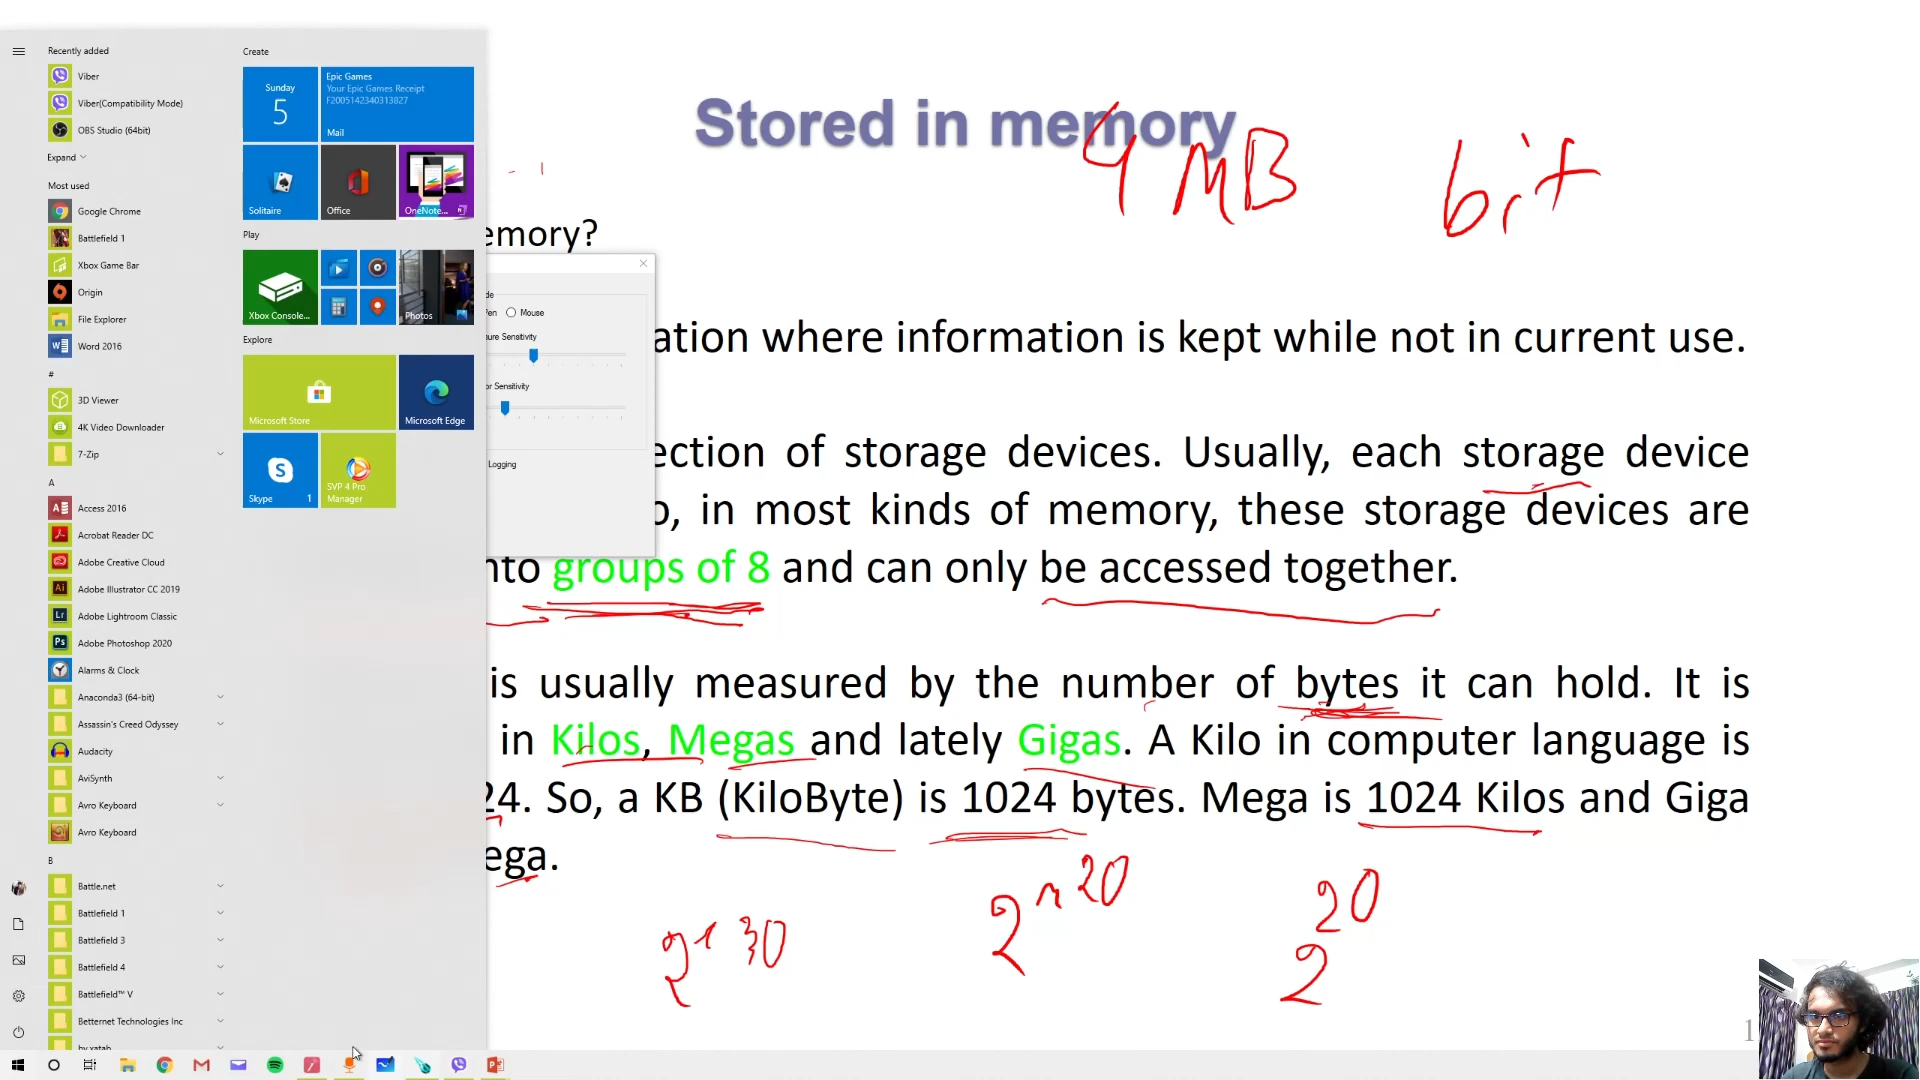 Recently added
Viber
Viber(Compatibility Mode)
OBS Studio (64bit)
Expand
Most used
Google Chrome
Battlefield 1
Xbox Game Bar
Origin
File Explorer
Word 2016
#
3D Viewer
4K Video Downloader
7-Zip
A
Access 2016
Acrobat Reader DC
Adobe Creative Cloud
Adobe Illustrator CC 2019
Adobe Lightroom Classic
Adobe Photoshop 2020
Alarms & Clock
Anaconda3 (64-bit)
Assassin's Creed Odyssey
Audacity
AviSynth
Avro Keyboard
Avro Keyboard
B
Battle.net
Battlefield 1
Battlefield 3
Battlefield 4
Battlefield™ V
Betternet Technologies Inc
by xatab
Create
Sunday
5
Epic Games
Your Epic Games Receipt
F2005142340313827
Mail
Solitaire
Office
OneNote...
Play
Xbox Console...
Photos
Explore
Microsoft Store
Microsoft Edge
Skype 1
SVP 4 Pro
Manager
Mouse
Sensitivity
Sensitivity
Logging
Stored in memory
4 MB
bit
emory?
ation where information is kept while not in current use.
ection of storage devices. Usually, each storage device
o, in most kinds of memory, these storage devices are
nto groups of 8 and can only be accessed together.
is usually measured by the number of bytes it can hold. It is
in Kilos, Megas and lately Gigas. A Kilo in computer language is
24. So, a KB (KiloByte) is 1024 bytes. Mega is 1024 Kilos and Giga
ega.
2^30
2^20
20
2
1